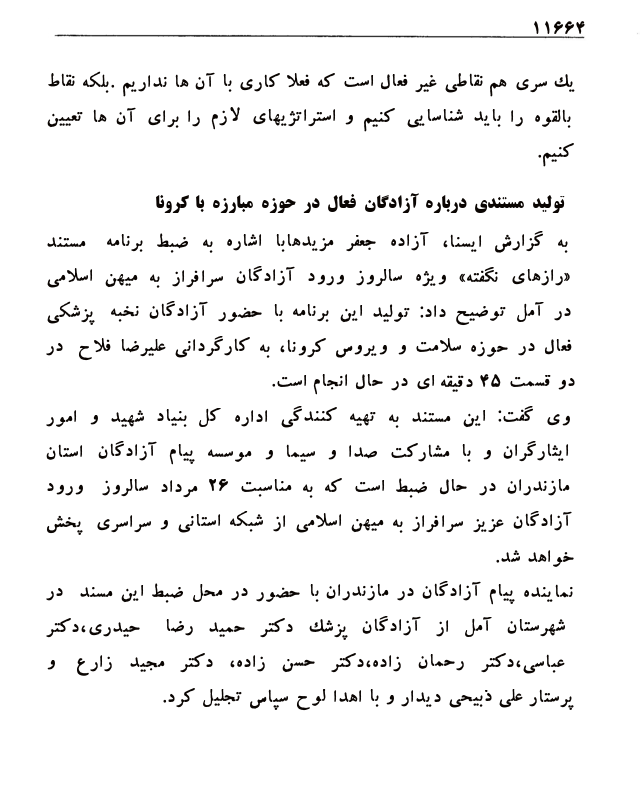 ۱۱۶۶۴
یك سری هم نقاطی غیر فعال است که فعلا کاری با آن ها نداریم .بلکه نقاط
بالقوه را باید شناسایی کنیم و استراتژیهای لازم را برای آن ها تعیین
کنیم.
تولید مستندی درباره آزادگان فعال در حوزه مبارزه با کرونا
به گزارش ایسنا، آزاده جعفر مزیدهابا اشاره به ضبط برنامه مستند
«رازهای نگفته» ویژه سالروز ورود آزادگان سرافراز به میهن اسلامی
در آمل توضیح داد: تولید این برنامه با حضور آزادگان نخبه پزشکی
فعال در حوزه سلامت و ویروس کرونا، به کارگردانی علیرضا فلاح در
دو قسمت ۴۵ دقیقه ای در حال انجام است.
وی گفت: این مستند به تهیه کنندگی اداره کل بنیاد شهید و امور
ایثارگران و با مشارکت صدا و سیما و موسسه پیام آزادگان استان
مازندران در حال ضبط است که به مناسبت ۲۶ مرداد سالروز ورود
آزادگان عزیز سرافراز به میهن اسلامی از شبکه استانی و سراسری پخش
خواهد شد.
نماینده پیام آزادگان در مازندران با حضور در محل ضبط این مسند در
شهرستان آمل از آزادگان پزشك دکتر حمید رضا حیدری،دکتر
عباسی،دکتر رحمان زاده،دکتر حسن زاده، دکتر مجید زارع و
پرستار علی ذبیحی دیدار و با اهدا لوح سپاس تجلیل کرد.